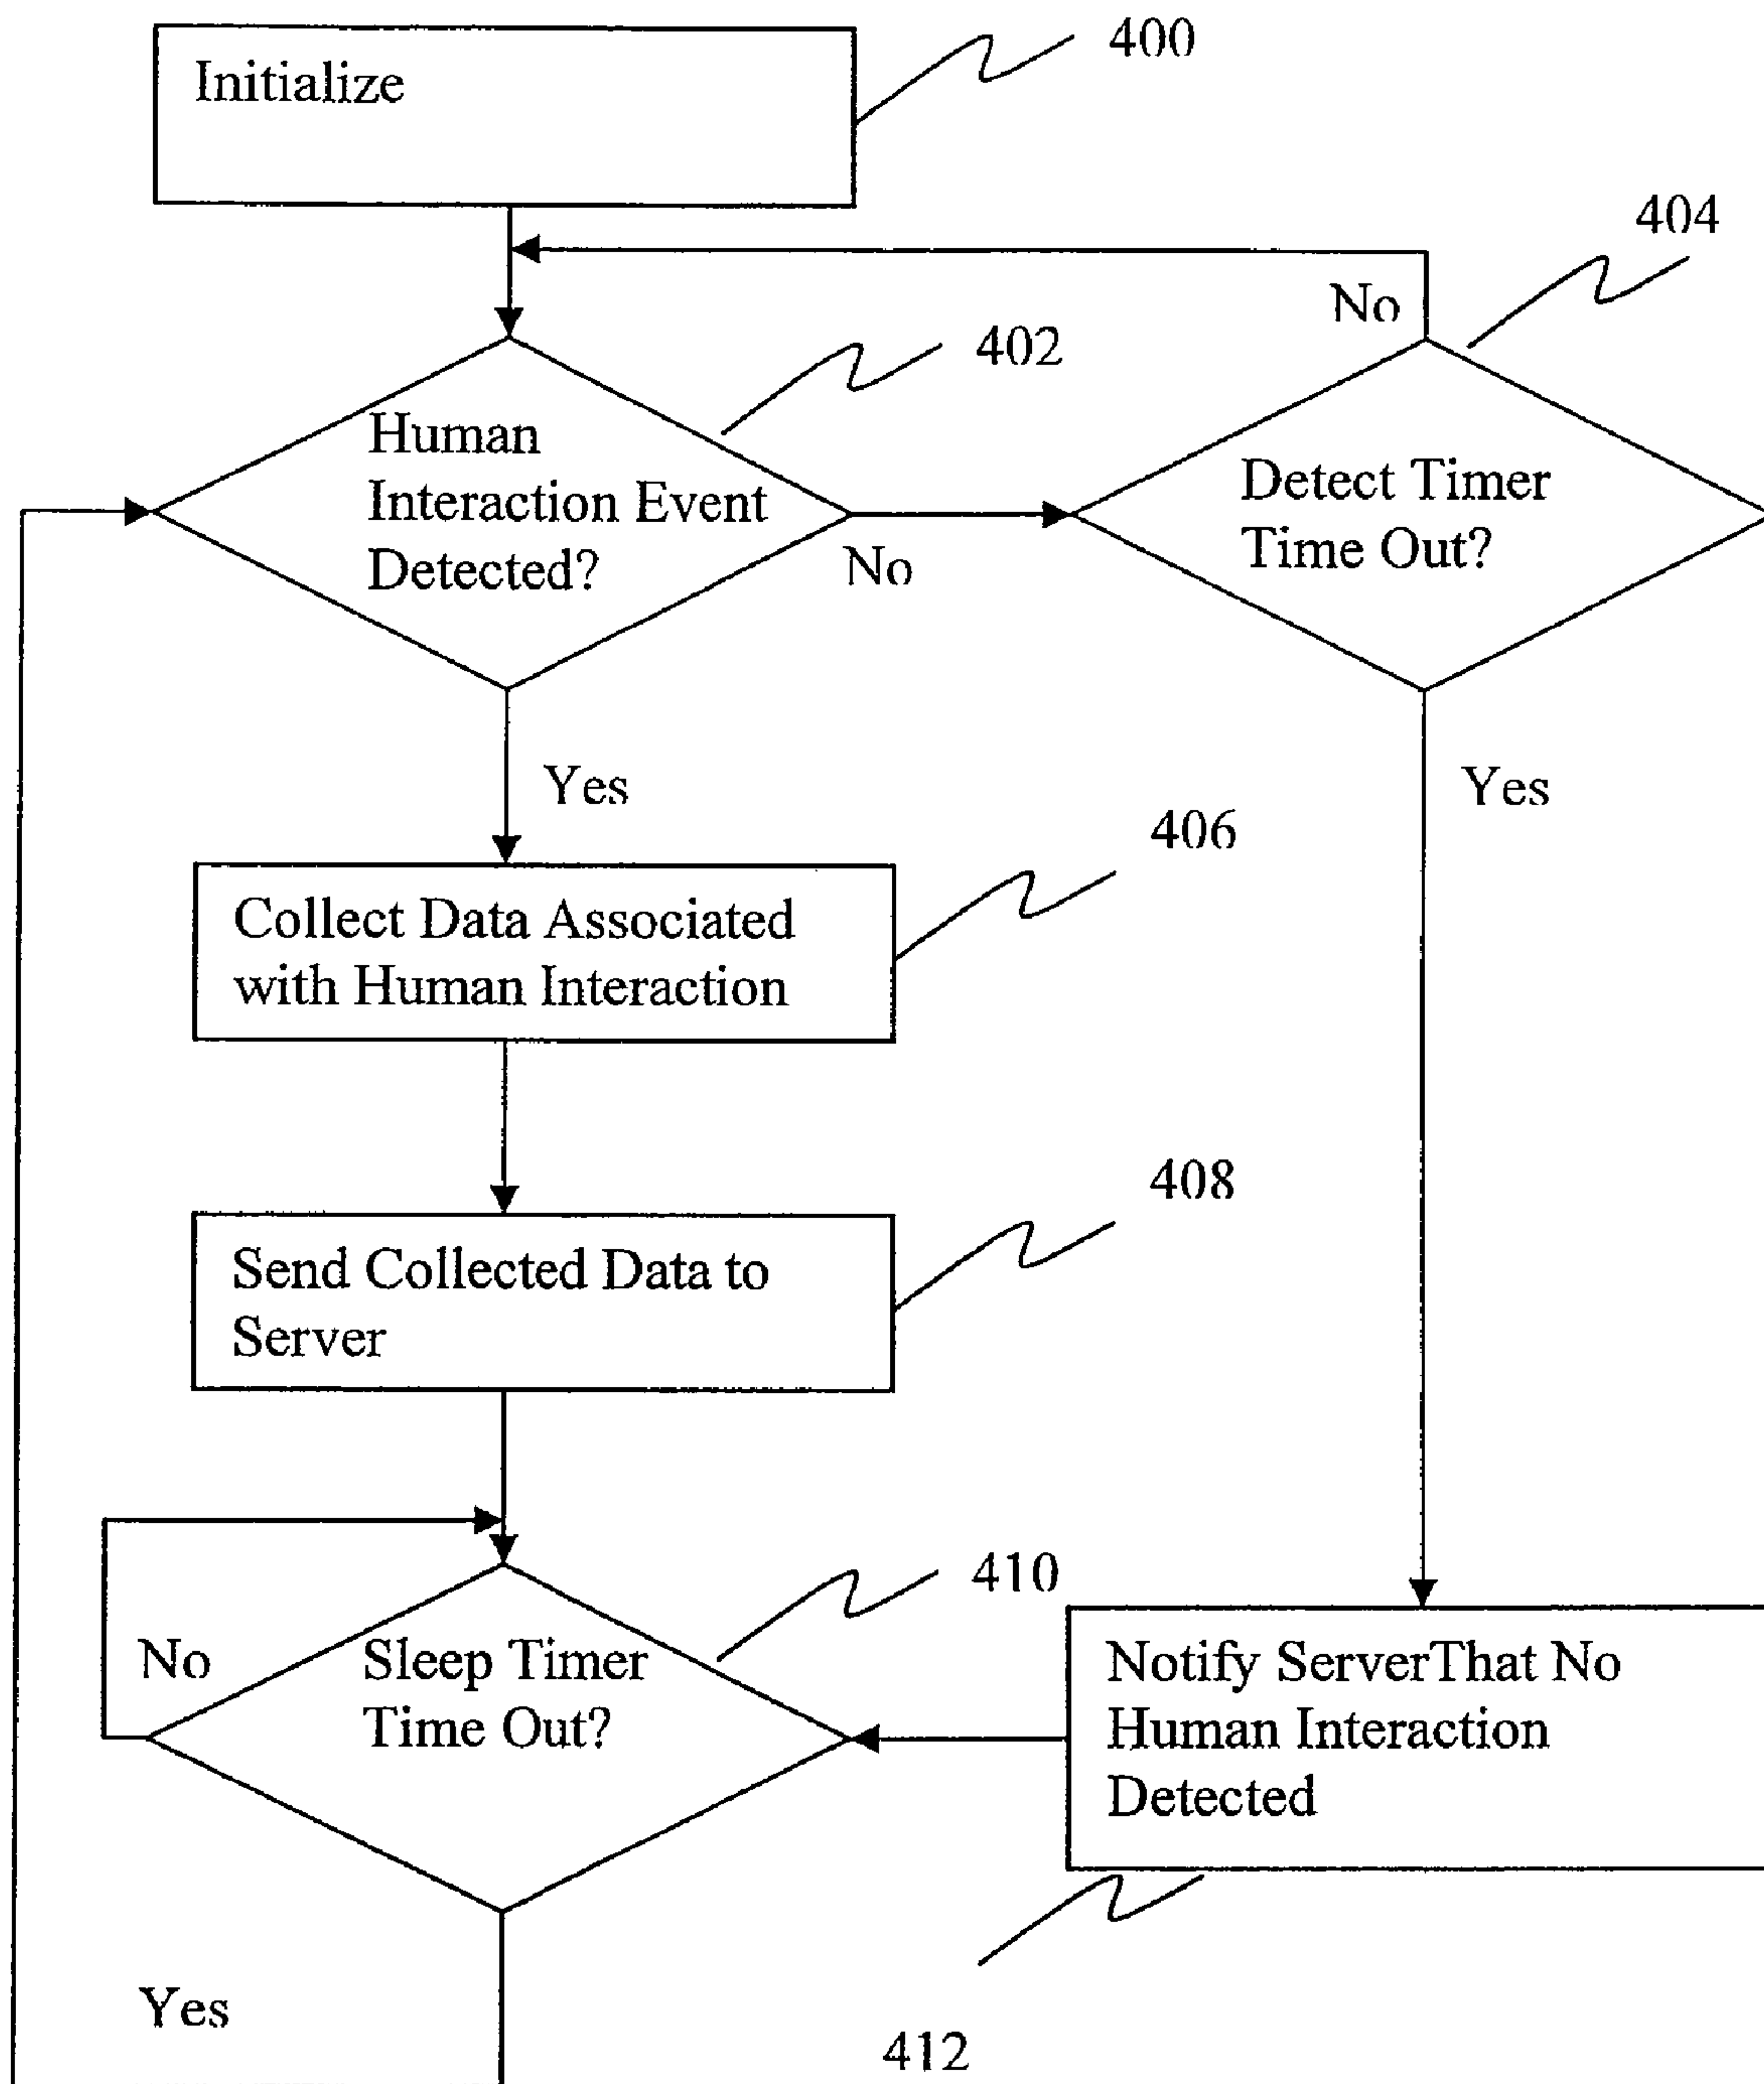 Initialize
400
404
No
402
Human
Interaction Event
Detected?
No
Detect Timer
Time Out?
Yes
Yes
406
Collect Data Associated
with Human Interaction
408
Send Collected Data to
Server
410
No
Sleep Timer
Time Out?
Notify ServerThat No
Human Interaction
Detected
Yes
412